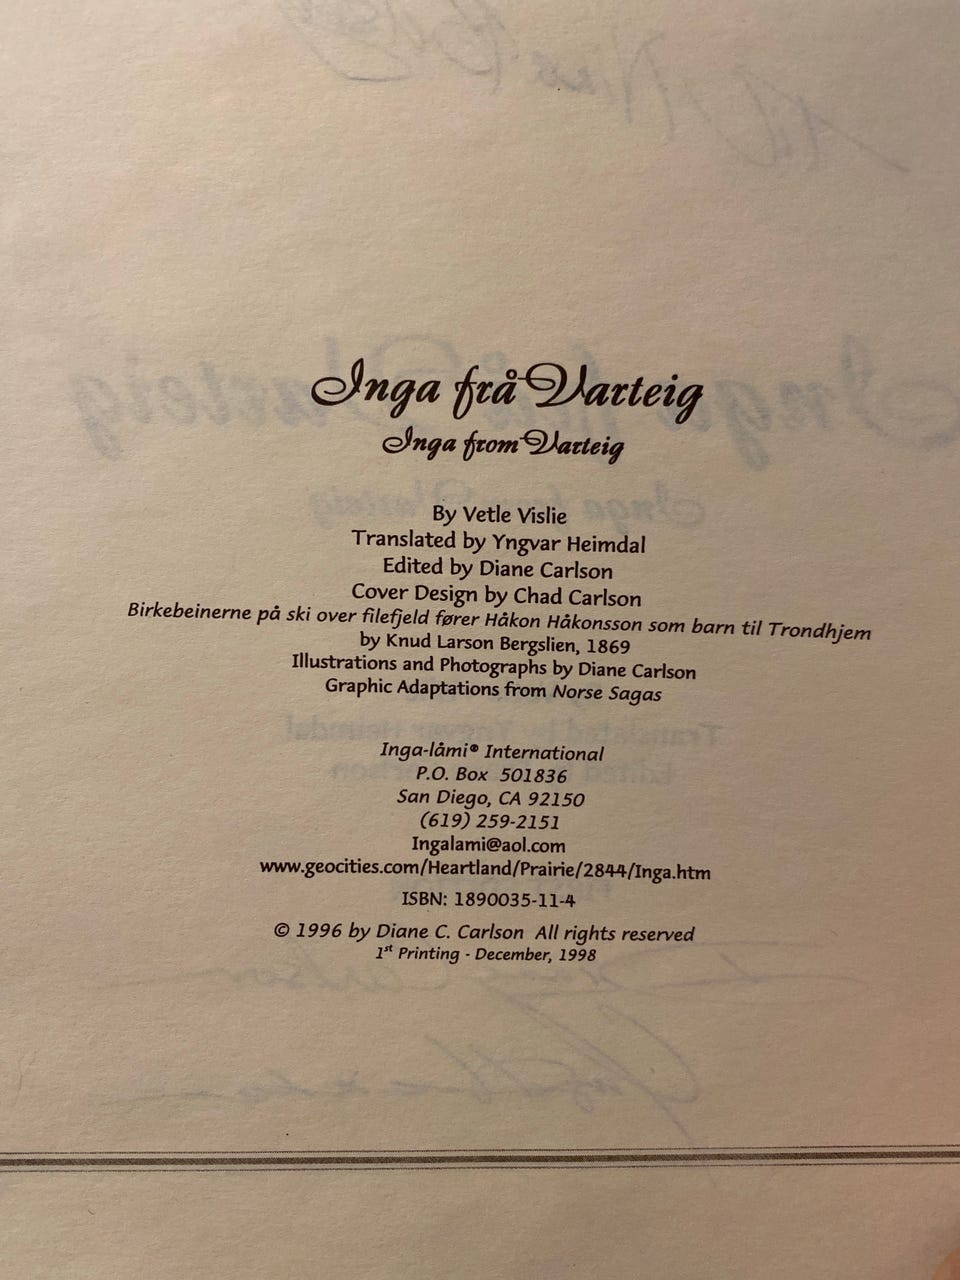 Inga frå Varteig
Inga from Varteig
By Vetle Vislie
Translated by Yngvar Heimdal
Edited by Diane Carlson
Cover Design by Chad Carlson
Birkebeinerne på ski over filefjeld fører Håkon Håkonsson som barn til Trondhjem
by Knud Larson Bergslien, 1869
Illustrations and Photographs by Diane Carlson
Graphic Adaptations from Norse Sagas
Inga-låmi® International
P.O. Box 501836
San Diego, CA 92150
(619) 259-2151
Ingalami@aol.com
www.geocities.com/Heartland/Prairie/2844/Inga.htm
ISBN: 1890035-11-4
© 1996 by Diane C. Carlson All rights reserved
1st Printing - December, 1998